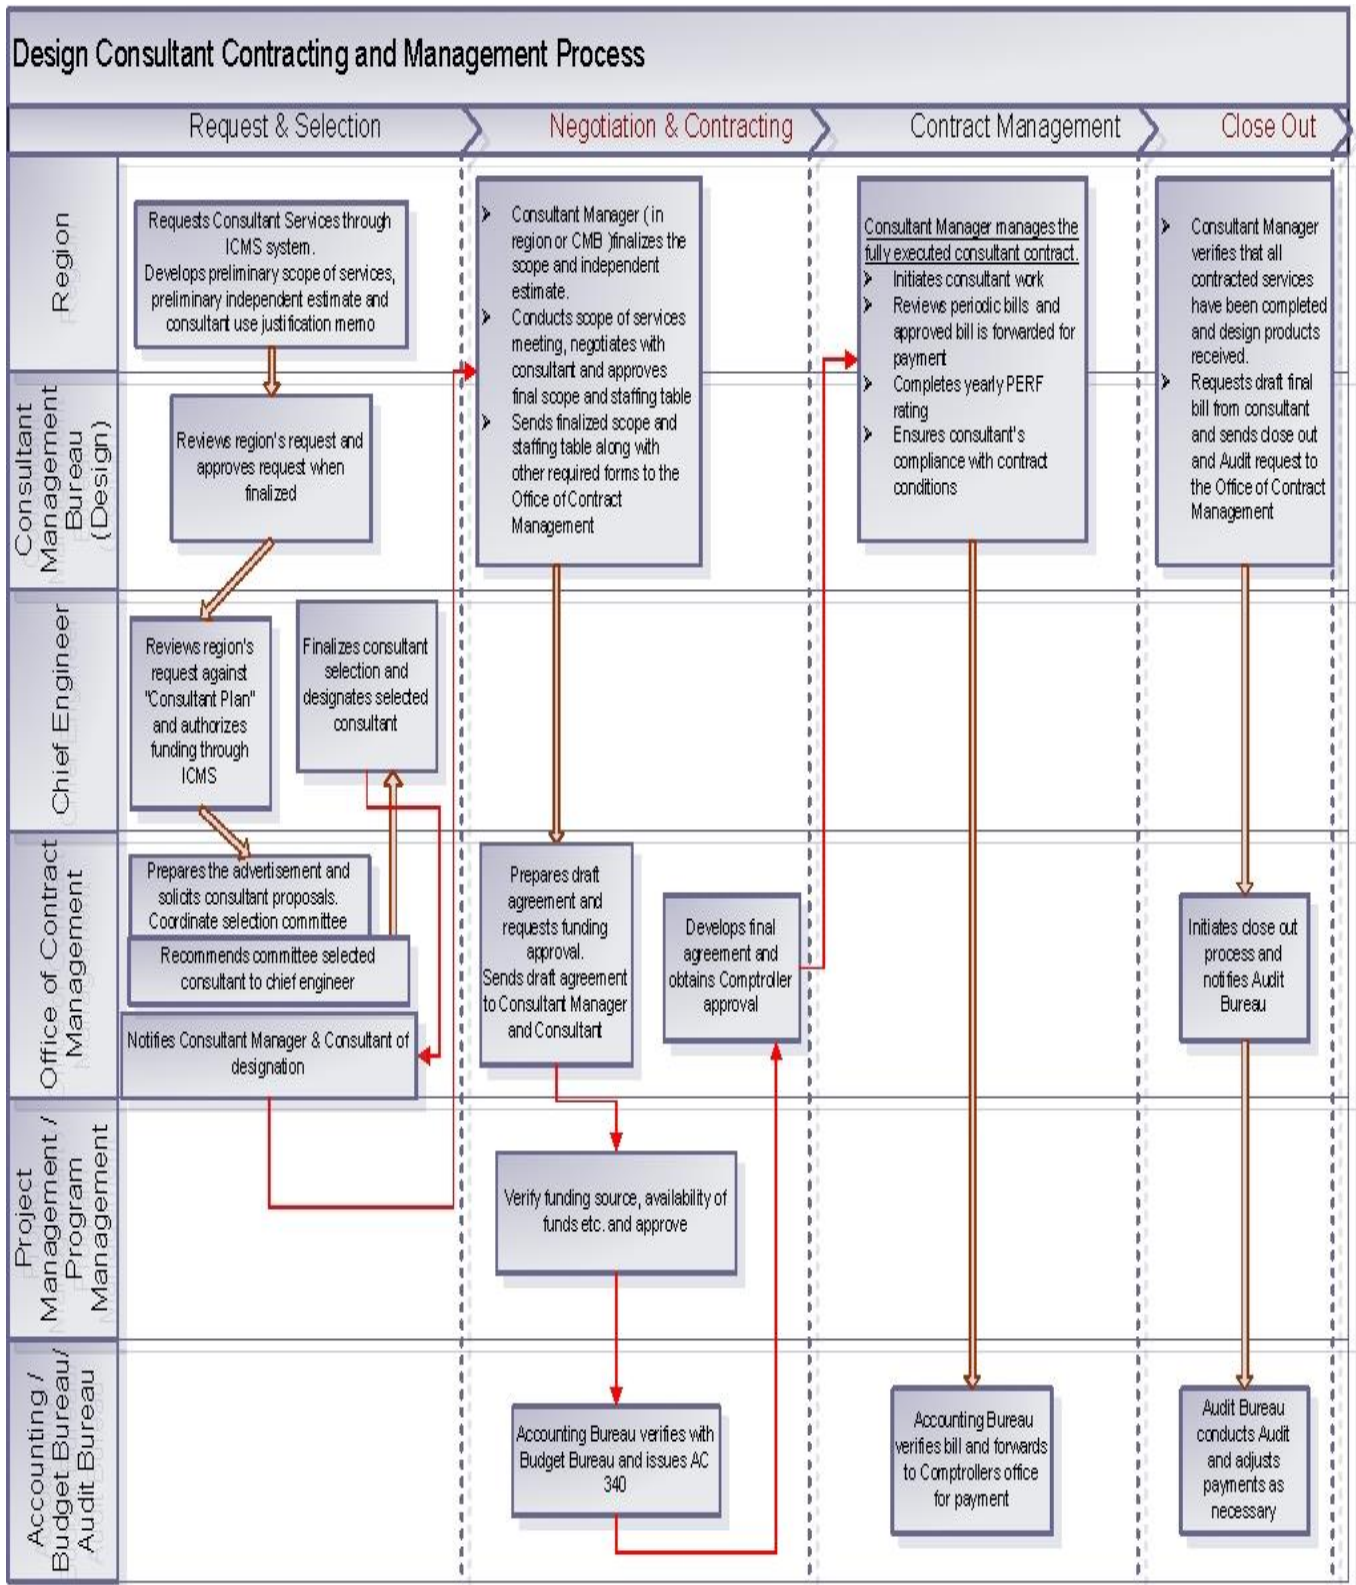 Design Consultant Contracting and Management Process
Request & Selection
Negotiation & Contracting
Contract Management
Close Out
Region
Requests Consultant Services through
ICMS system.
Develops preliminary scope of services,
preliminary independent estimate and
consultant use justification memo
Consultant Manager ( in
region or CMB )finalizes the
scope and independent
estimate.
Conducts scope of services
meeting, negotiates with
consultant and approves
final scope and staffing table
Sends finalized scope and
staffing table along with
other required forms to the
Office of Contract
Management
Consultant Manager manages the
fully executed consultant contract.
Initiates consultant work
Reviews periodic bills and
approved bill is forwarded for
payment
Completes yearly PERF
rating
Ensures consultant's
compliance with contract
conditions
Consultant Manager
verifies that all
contracted services
have been completed
and design products
received.
Requests draft final
bill from consultant
and sends close out
and Audit request to
the Office of Contract
Management
Consultant
Management
Bureau
(Design)
Reviews region's request and
approves request when
finalized
Chief Engineer
Reviews region's
request against
"Consultant Plan"
and authorizes
funding through
ICMS
Finalizes consultant
selection and
designates selected
consultant
Office of Contract
Management
Prepares the advertisement and
solicits consultant proposals.
Coordinate selection committee
Recommends committee selected
consultant to chief engineer
Notifies Consultant Manager & Consultant of
designation
Prepares draft
agreement and
requests funding
approval.
Sends draft agreement
to Consultant Manager
and Consultant
Develops final
agreement and
obtains Comptroller
approval
Initiates close out
process and
notifies Audit
Bureau
Project
Management /
Program
Management
Verify funding source, availability of
funds etc. and approve
Accounting /
Budget Bureau/
Audit Bureau
Accounting Bureau verifies with
Budget Bureau and issues AC
340
Accounting Bureau
verifies bill and forwards
to Comptrollers office
for payment
Audit Bureau
conducts Audit
and adjusts
payments as
necessary